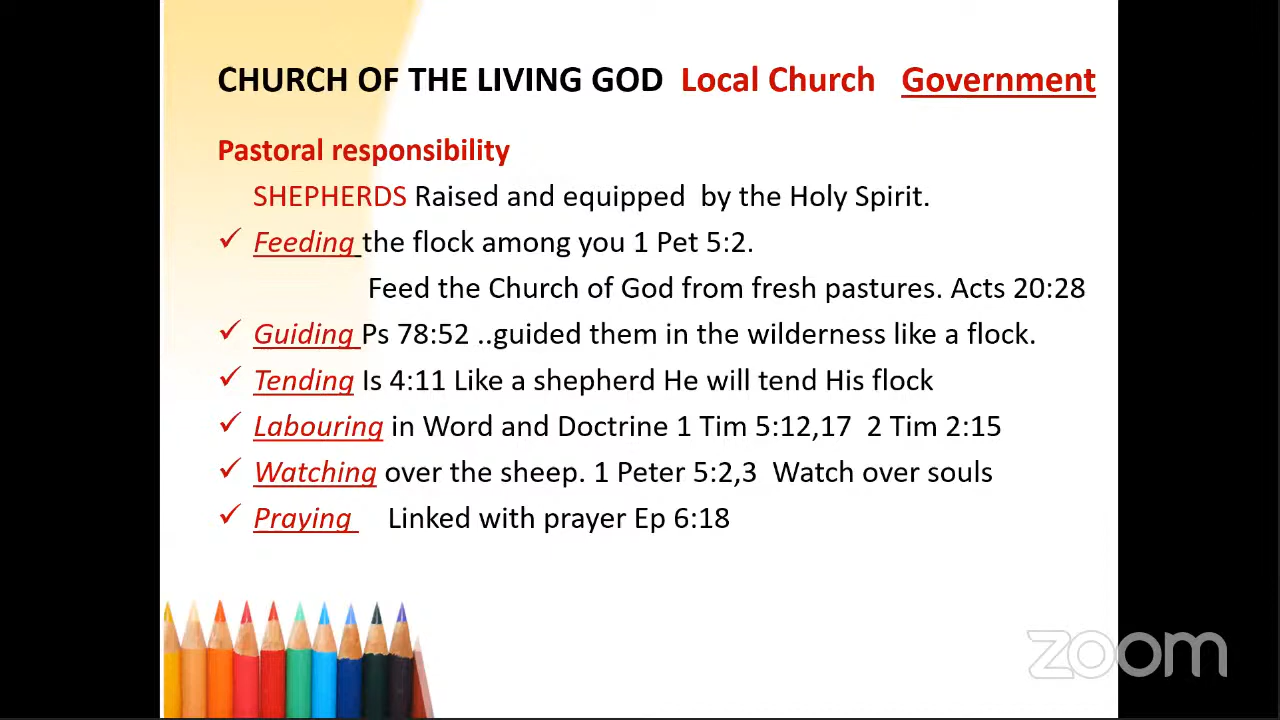 CHURCH OF THE LIVING GOD Local Church Government
Pastoral responsibility
SHEPHERDS Raised and equipped by the Holy Spirit.
✓ Feeding the flock among you 1 Pet 5:2.
Feed the Church of God from fresh pastures. Acts 20:28
✓ Guiding Ps 78:52 ..guided them in the wilderness like a flock.
✓ Tending Is 4:11 Like a shepherd He will tend His flock
✓ Labouring in Word and Doctrine 1 Tim 5:12,17 2 Tim 2:15
✓ Watching over the sheep. 1 Peter 5:2,3 Watch over souls
✓ Praying Linked with prayer Ep 6:18
zoom